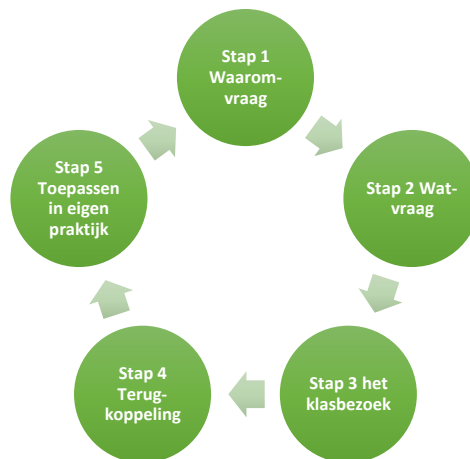 Stap 1
Waarom-
vraag
Stap 2 Wat-
vraag
Stap 3 het
klasbezoek
Stap 4
Terug-
koppeling
Stap 5
Toepassen
in eigen
praktijk